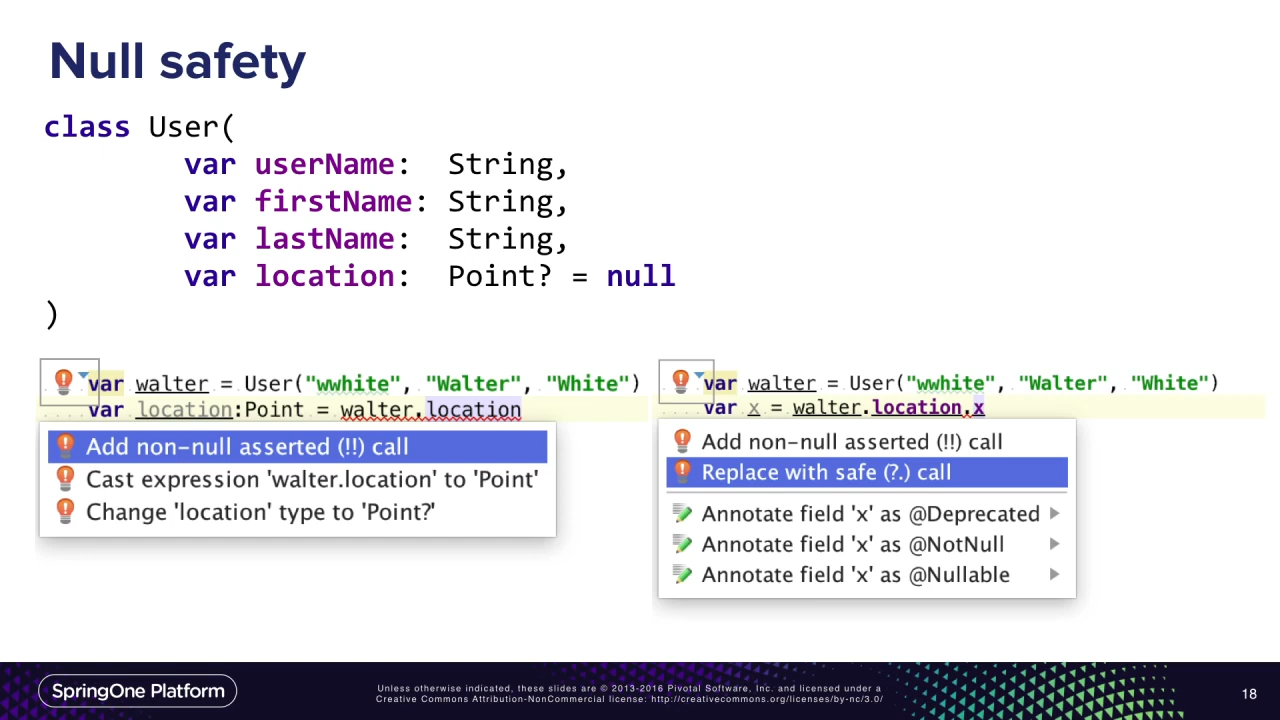 Null safety
class User(
var userName: String,
var firstName: String,
var lastName: String,
var location: Point? = null
)
var walter = User("wwhite", "Walter", "White")
var location:Point = walter.location
Add non-null asserted (!!) call
Cast expression 'walter.location' to 'Point'
Change 'location' type to 'Point?'
var walter = User("wwhite", "Walter", "White")
var x = walter.location.x
Add non-null asserted (!!) call
Replace with safe (?.) call
Annotate field 'x' as @Deprecated
Annotate field 'x' as @NotNull
Annotate field 'x' as @Nullable
SpringOne Platform
Unless otherwise indicated, these slides are © 2013-2016 Pivotal Software, Inc. and licensed under a
Creative Commons Attribution-NonCommercial license: http://creativecommons.org/licenses/by-nc/3.0/
18